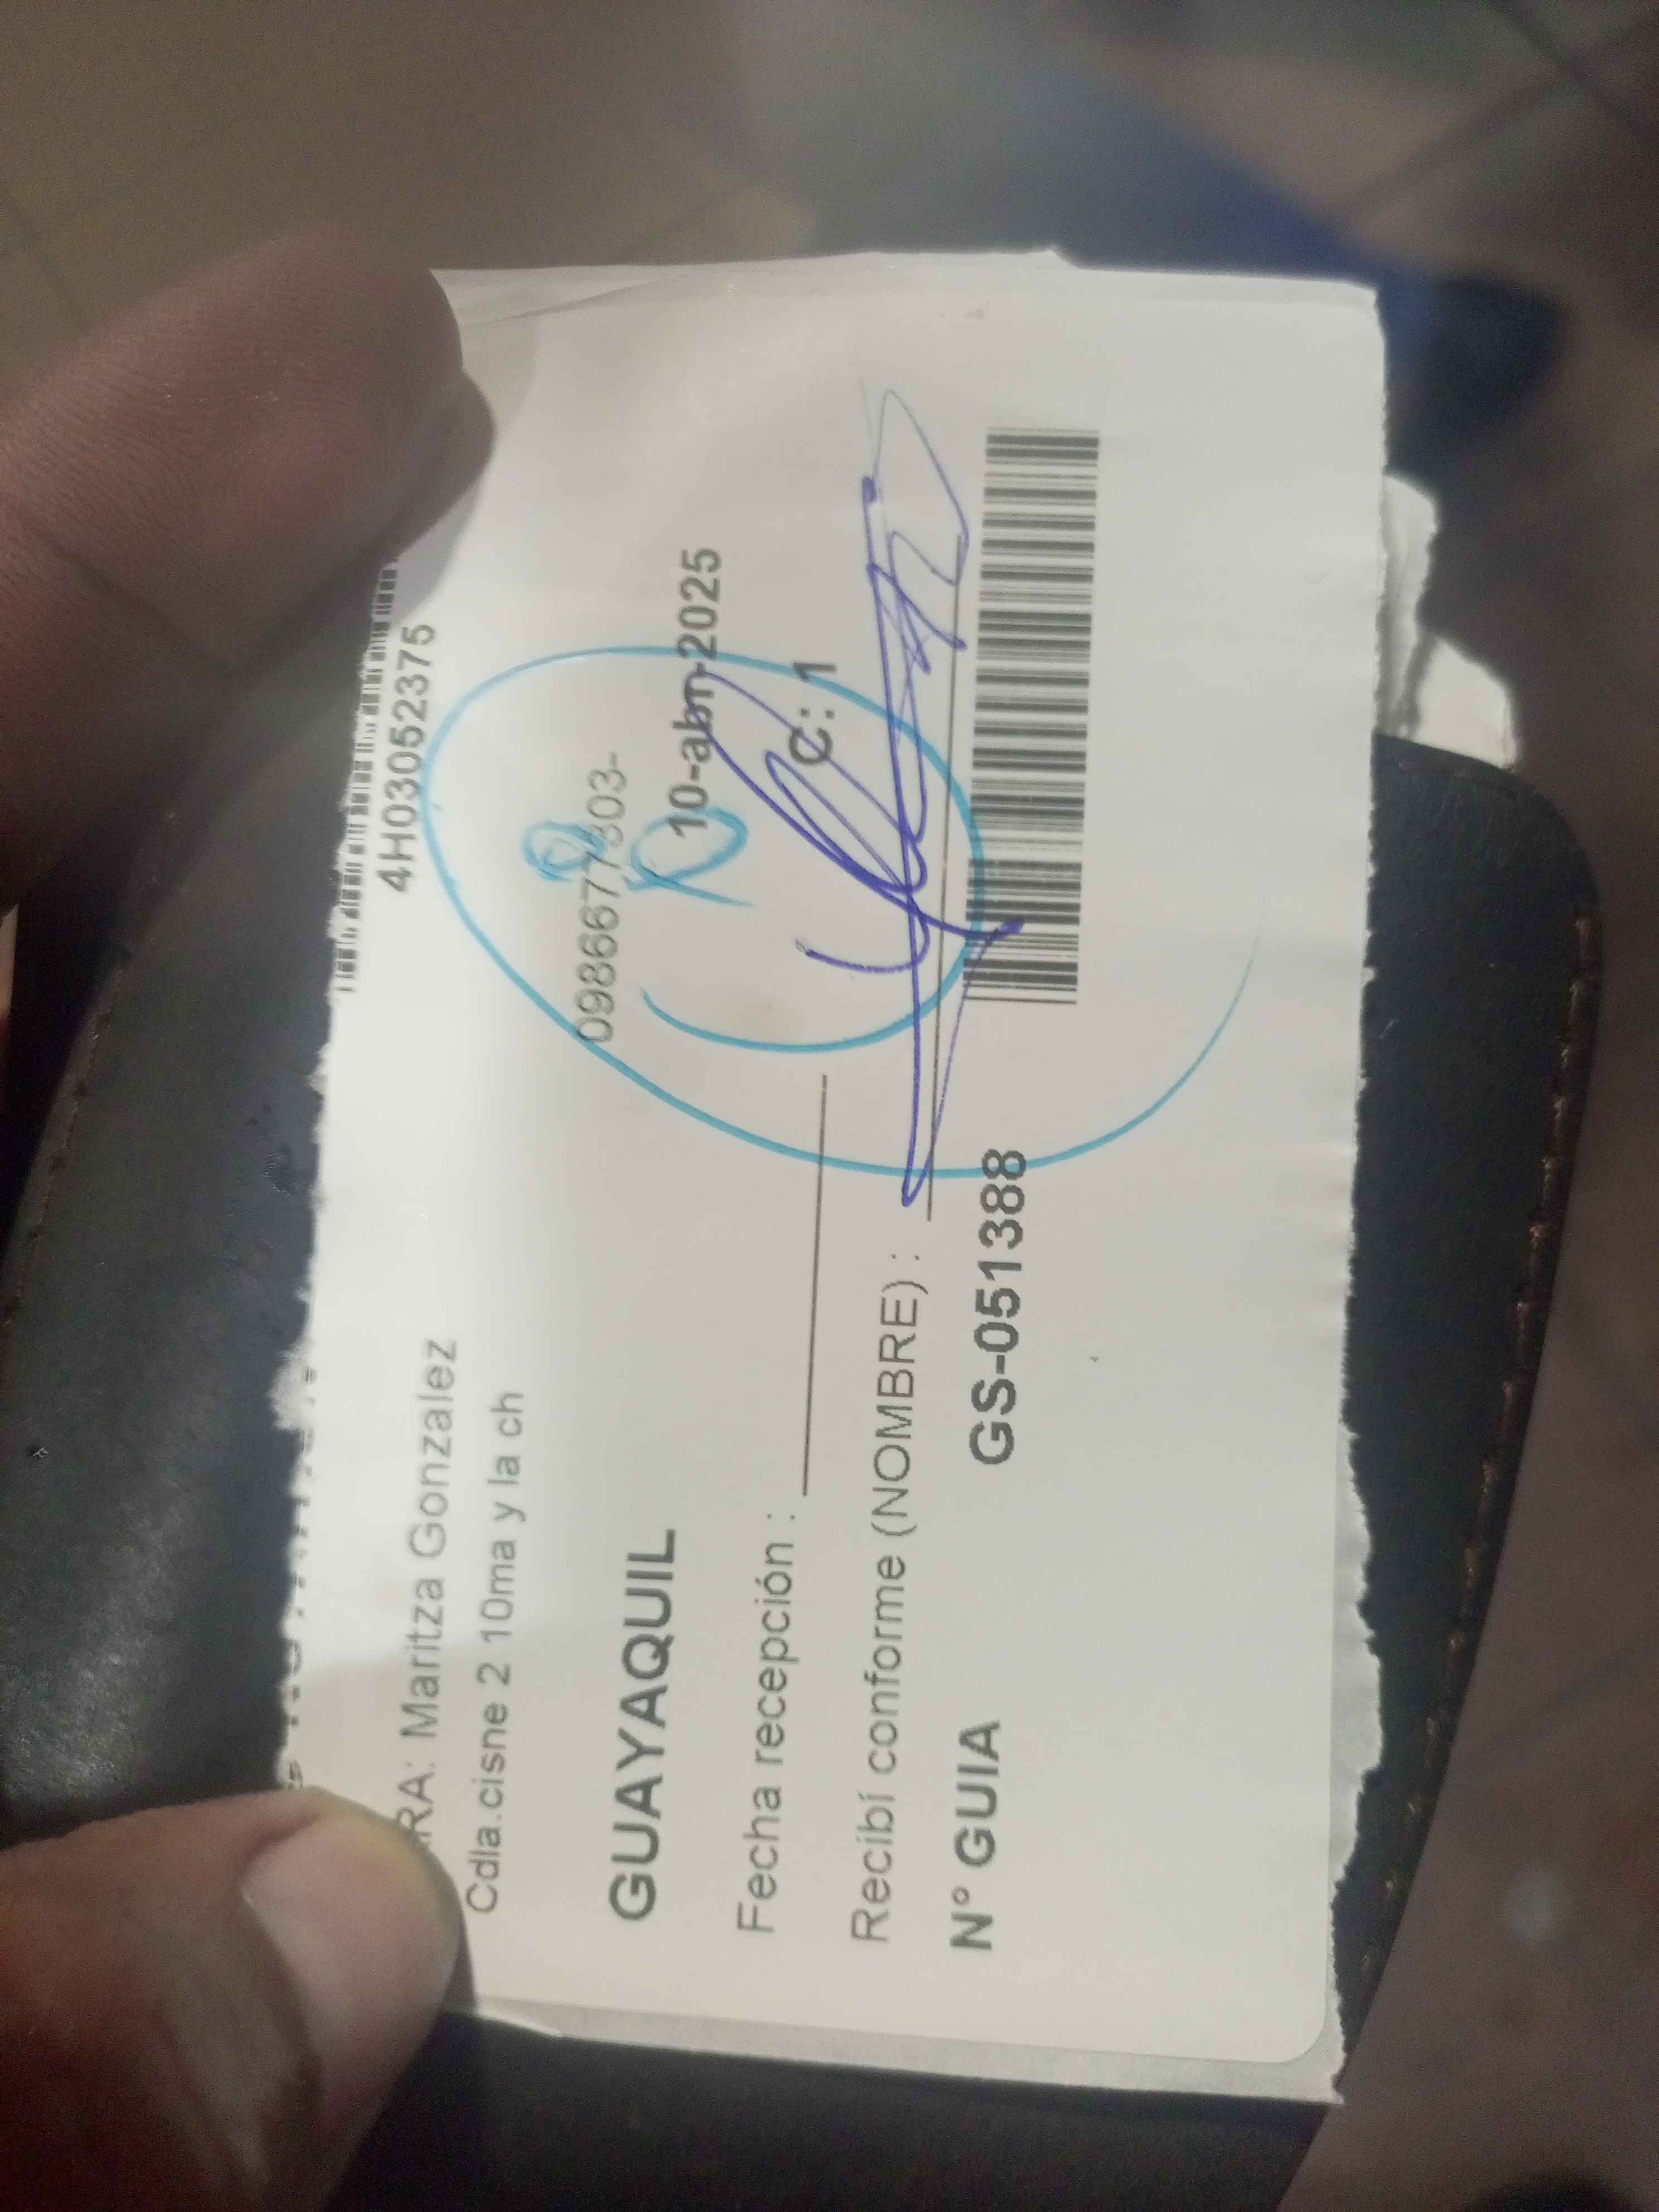 4H03052375
RA: Maritza Gonzalez
Cdla.cisne 2 10ma y la ch
0986677303-
GUAYAQUIL
10-abr-2025
Fecha recepción :
C: 1
Recibí conforme (NOMBRE) :
N° GUIA GS-051388